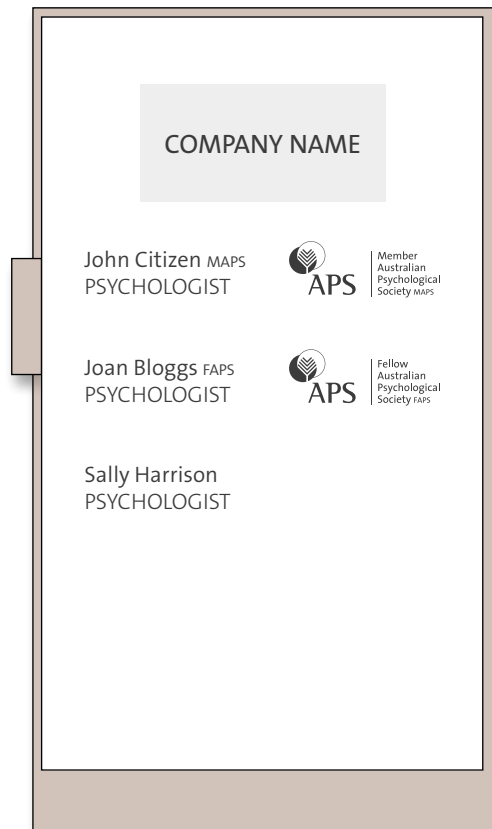 COMPANY NAME
John Citizen MAPS
PSYCHOLOGIST
APS
Member
Australian
Psychological
Society MAPS
Joan Bloggs FAPS
PSYCHOLOGIST
APS
Fellow
Australian
Psychological
Society FAPS
Sally Harrison
PSYCHOLOGIST